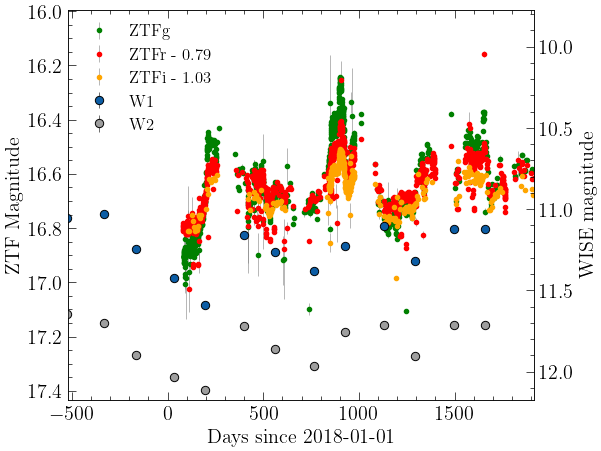 16.0
16.2
16.4
16.6
16.8
17.0
17.2
17.4
ZTF Magnitude
ZTFg
ZTFr - 0.79
ZTFi - 1.03
W1
W2
10.0
10.5
11.0
11.5
12.0
WISE magnitude
−500
0
500
1000
1500
Days since 2018-01-01